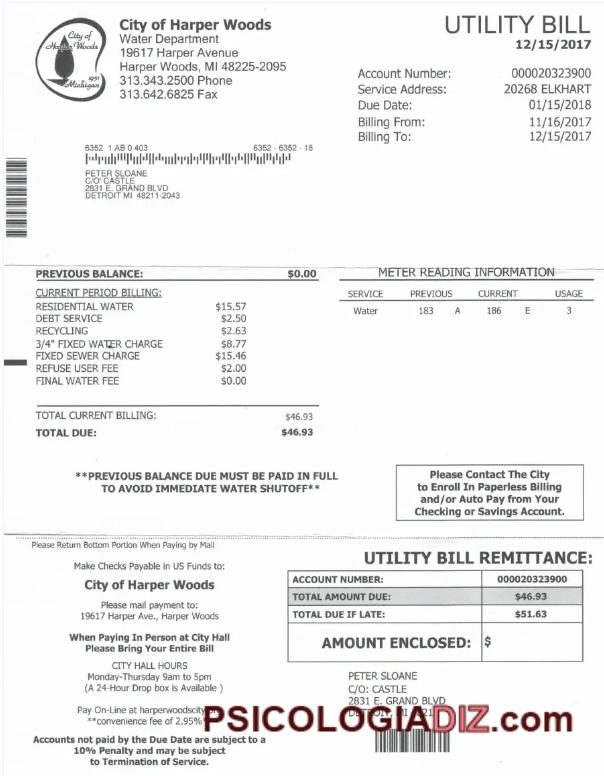 City of
Harper Woods
1951
Michigan
City of Harper Woods
Water Department
19617 Harper Avenue
Harper Woods, MI 48225-2095
313.343.2500 Phone
313.642.6825 Fax
UTILITY BILL
12/15/2017
Account Number: 000020323900
Service Address: 20268 ELKHART
Due Date: 01/15/2018
Billing From: 11/16/2017
Billing To: 12/15/2017
6352 1 AB 0.403 6352 - 6352 - 18
PETER SLOANE
C/O' CASTLE
2831 E. GRAND BLVD
DETROIT MI 48211-2043
PREVIOUS BALANCE: $0.00
CURRENT PERIOD BILLING:
RESIDENTIAL WATER $15.57
DEBT SERVICE $2.50
RECYCLING $2.63
3/4" FIXED WATER CHARGE $8.77
FIXED SEWER CHARGE $15.46
REFUSE USER FEE $2.00
FINAL WATER FEE $0.00
TOTAL CURRENT BILLING: $46.93
TOTAL DUE: $46.93
METER READING INFORMATION
SERVICE PREVIOUS CURRENT USAGE
Water 183 A 186 E 3
**PREVIOUS BALANCE DUE MUST BE PAID IN FULL
TO AVOID IMMEDIATE WATER SHUTOFF**
Please Contact The City
to Enroll In Paperless Billing
and/or Auto Pay from Your
Checking or Savings Account.
Please Return Bottom Portion When Paying by Mail
Make Checks Payable in US Funds to:
City of Harper Woods
Please mail payment to:
19617 Harper Ave., Harper Woods
When Paying In Person at City Hall
Please Bring Your Entire Bill
CITY HALL HOURS
Monday-Thursday 9am to 5pm
(A 24-Hour Drop box is Available )
Pay On-Line at harperwoodscity
**convenience fee of 2.95%
Accounts not paid by the Due Date are subject to a
10% Penalty and may be subject
to Termination of Service.
UTILITY BILL REMITTANCE:
ACCOUNT NUMBER: 000020323900
TOTAL AMOUNT DUE: $46.93
TOTAL DUE IF LATE: $51.63
AMOUNT ENCLOSED: $
PETER SLOANE
C/O: CASTLE
2831 E. GRAND BLVD
DETROIT, MI
PSICOLOGIADIZ.com